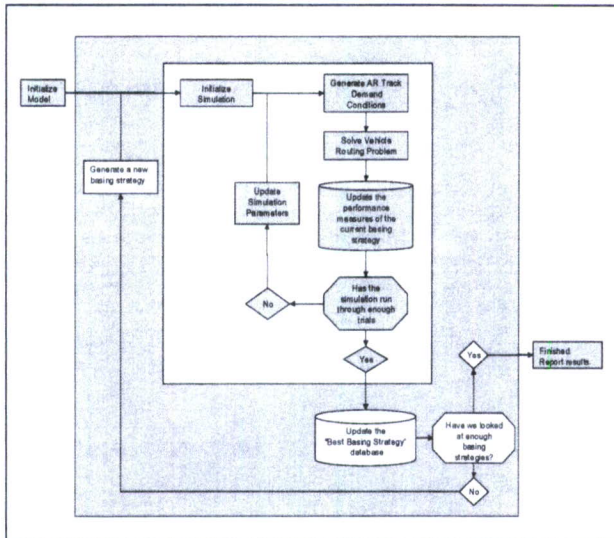 Initialize
Model
Initialize
Simulation
Generate AR Track
Demand
Conditions
Solve Vehicle
Routing Problem
Generate a new
basing strategy
Update
Simulation
Parameters
Update the
performance
measures of the
current basing
strategy
Has the
simulation run
through enough
trials
No
Yes
Yes
Finished.
Report results.
Update the
"Best Basing Strategy"
database
Have we looked
at enough
basing
strategies?
No